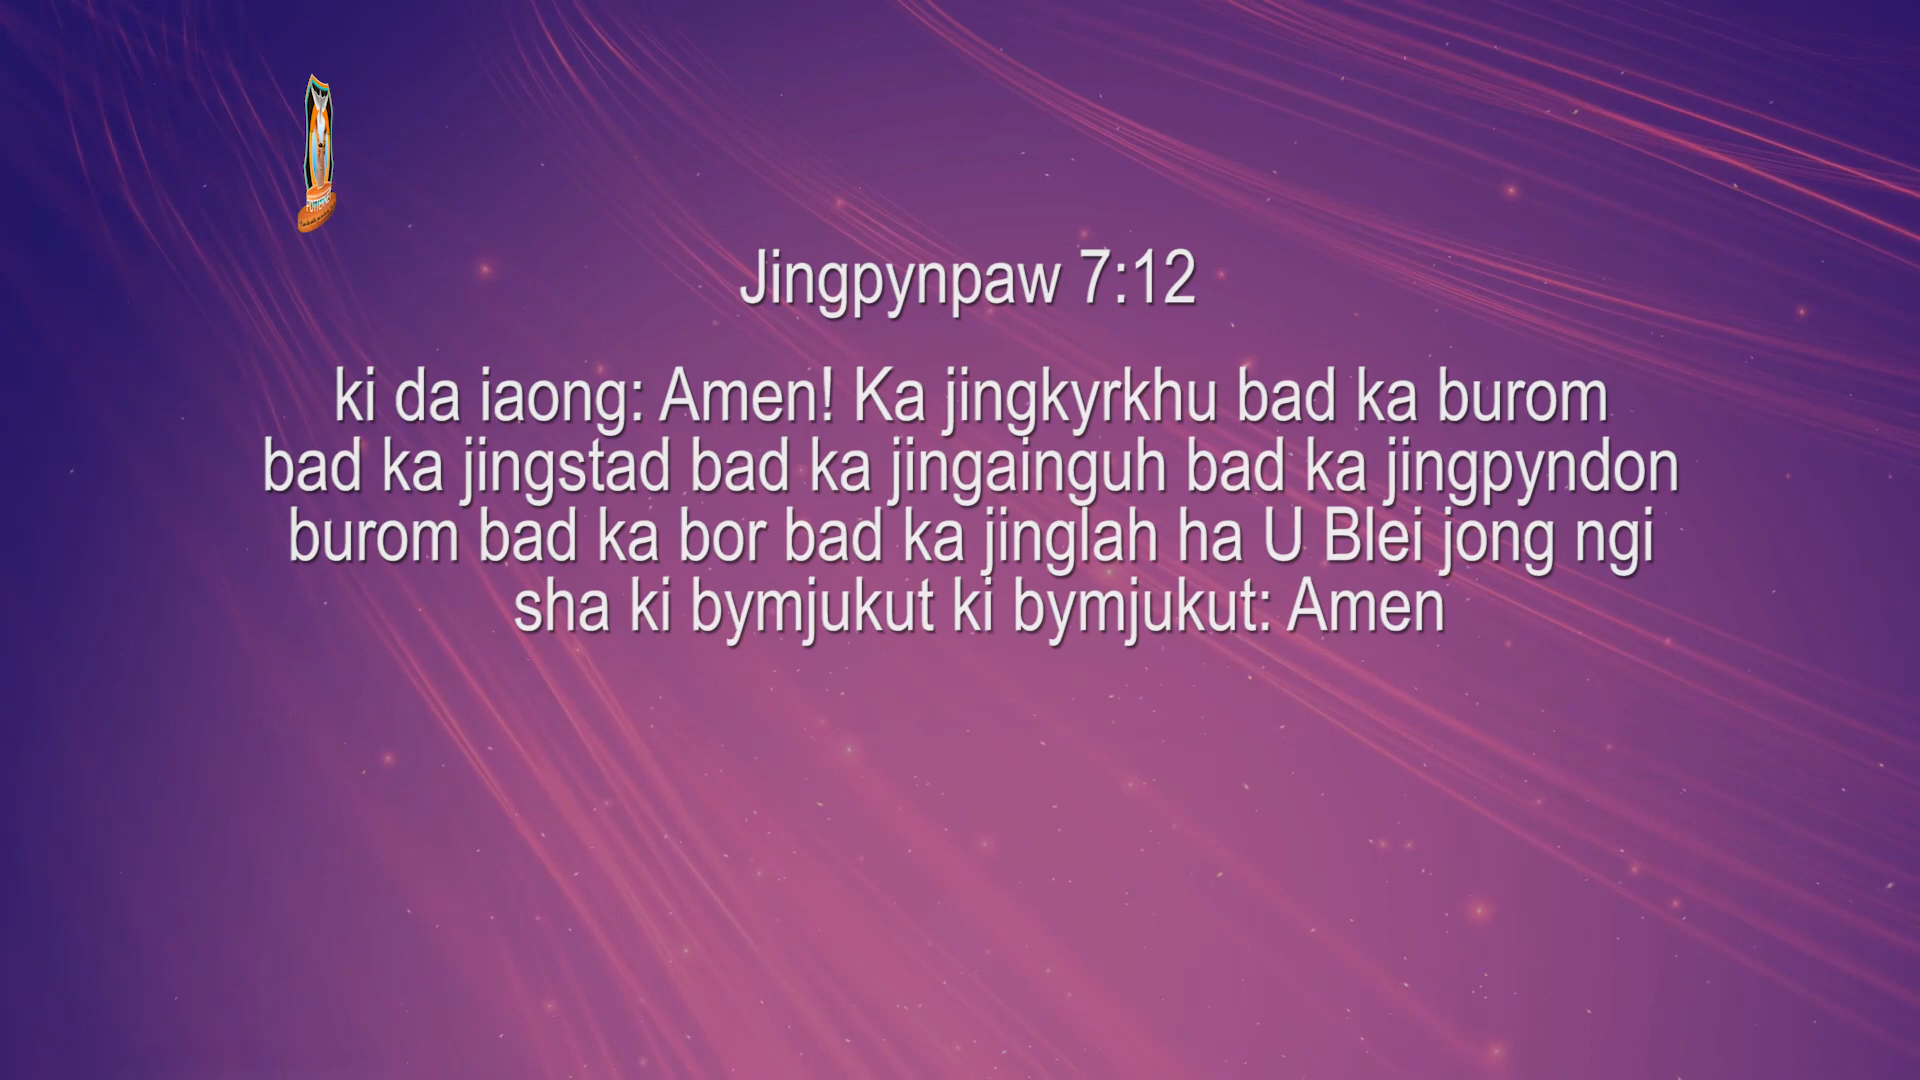 Jingpynpaw 7:12
ki da iaong: Amen! Ka jingkyrkhu bad ka burom
bad ka jingstad bad ka jingainguh bad ka jingpyndon
burom bad ka bor bad ka jinglah ha U Blei jong ngi
sha ki bymjukut ki bymjukut: Amen